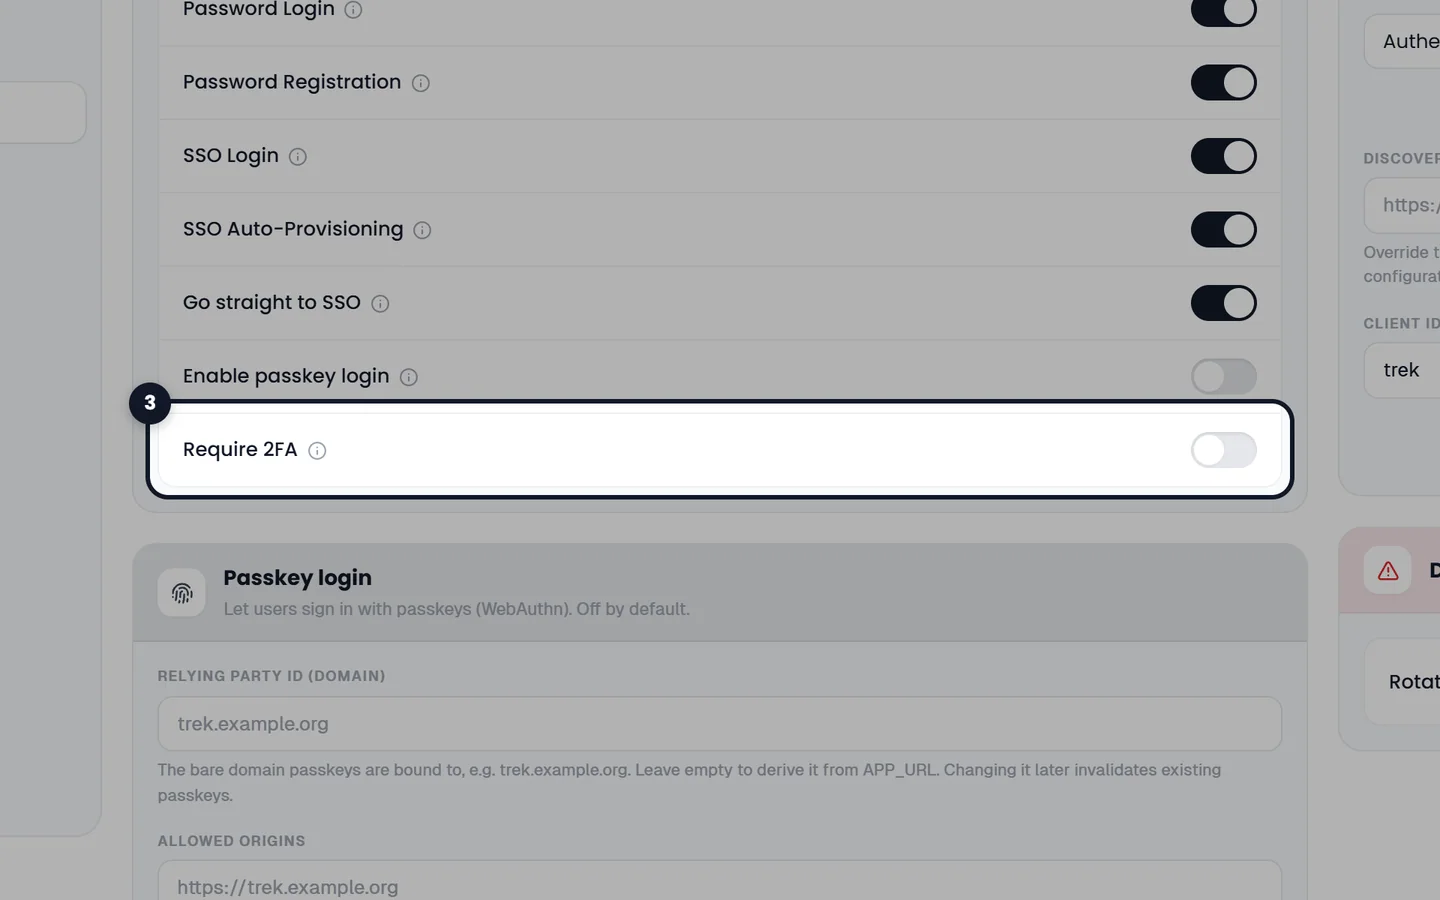 Password Login
Password Registration
SSO Login
SSO Auto-Provisioning
Go straight to SSO
Enable passkey login
3
Require 2FA
Passkey login
Let users sign in with passkeys (WebAuthn). Off by default.
RELYING PARTY ID (DOMAIN)
trek.example.org
The bare domain passkeys are bound to, e.g. trek.example.org. Leave empty to derive it from APP_URL. Changing it later invalidates existing
passkeys.
ALLOWED ORIGINS
https://trek.example.org
Authe
DISCOVER
https:/
Override t
configurat
CLIENT ID
trek
D
Rotat